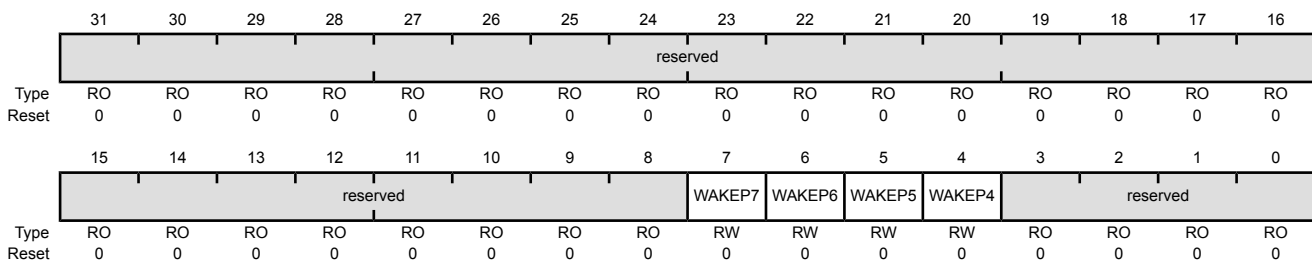 31 30 29 28 27 26 25 24 23 22 21 20 19 18 17 16
reserved
Type RO RO RO RO RO RO RO RO RO RO RO RO RO RO RO RO
Reset 0 0 0 0 0 0 0 0 0 0 0 0 0 0 0 0
15 14 13 12 11 10 9 8 7 6 5 4 3 2 1 0
reserved WAKEP7 WAKEP6 WAKEP5 WAKEP4 reserved
Type RO RO RO RO RO RO RO RO RW RW RW RW RO RO RO RO
Reset 0 0 0 0 0 0 0 0 0 0 0 0 0 0 0 0